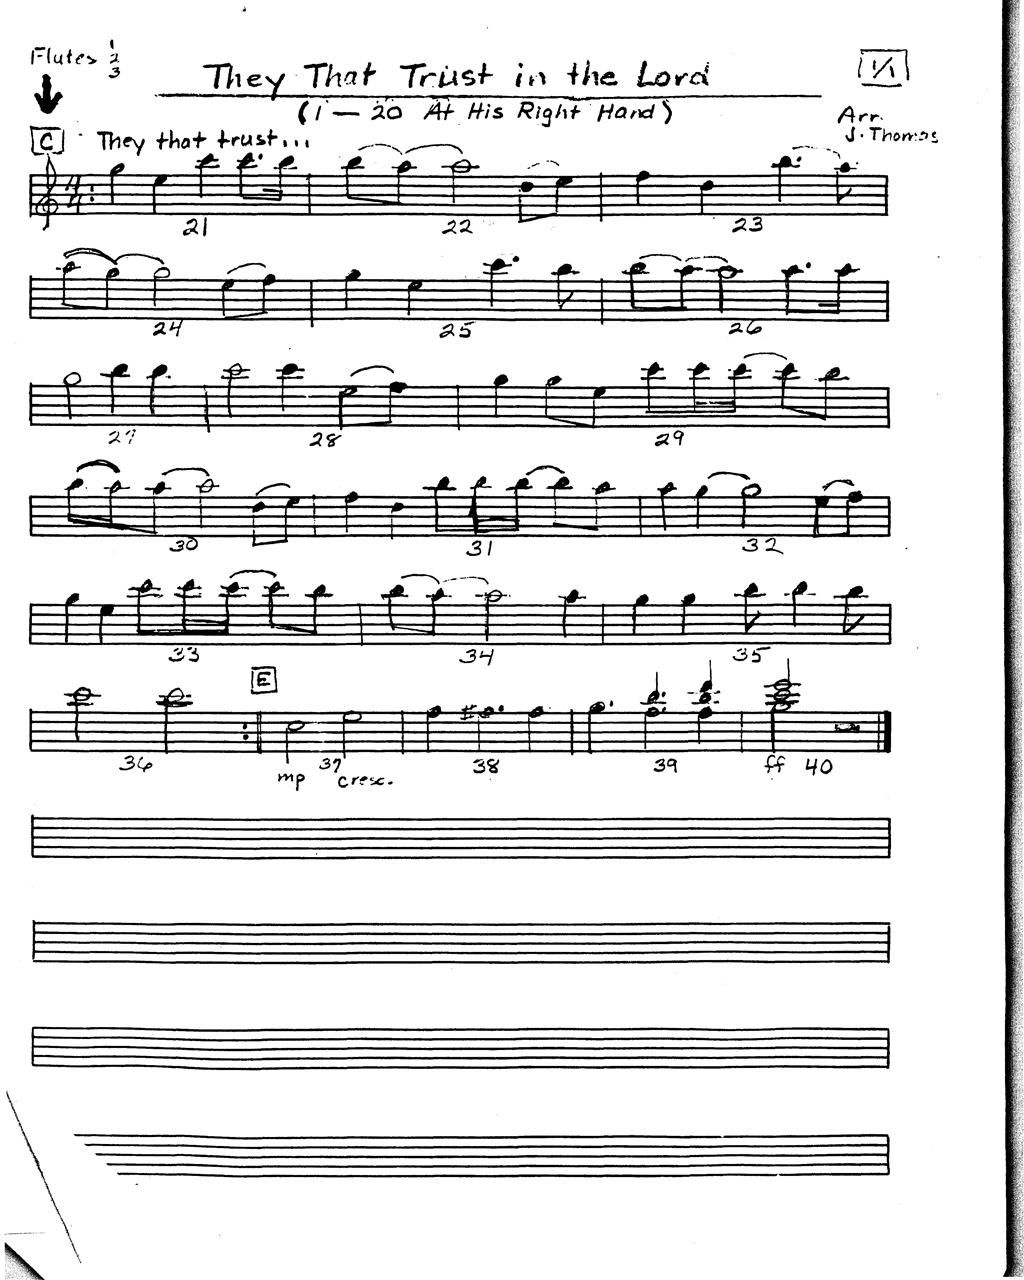 Flutes 1 2 3
They That Trust in the Lord
1/1
(1 — 20 At His Right Hand)
Arr.
J. Thomas
C They that trust...
4/4
21 22 23
24 25 26
27 28 29
30 31 32
33 34 35
E
36 37 38 39 40
mp cresc. ff